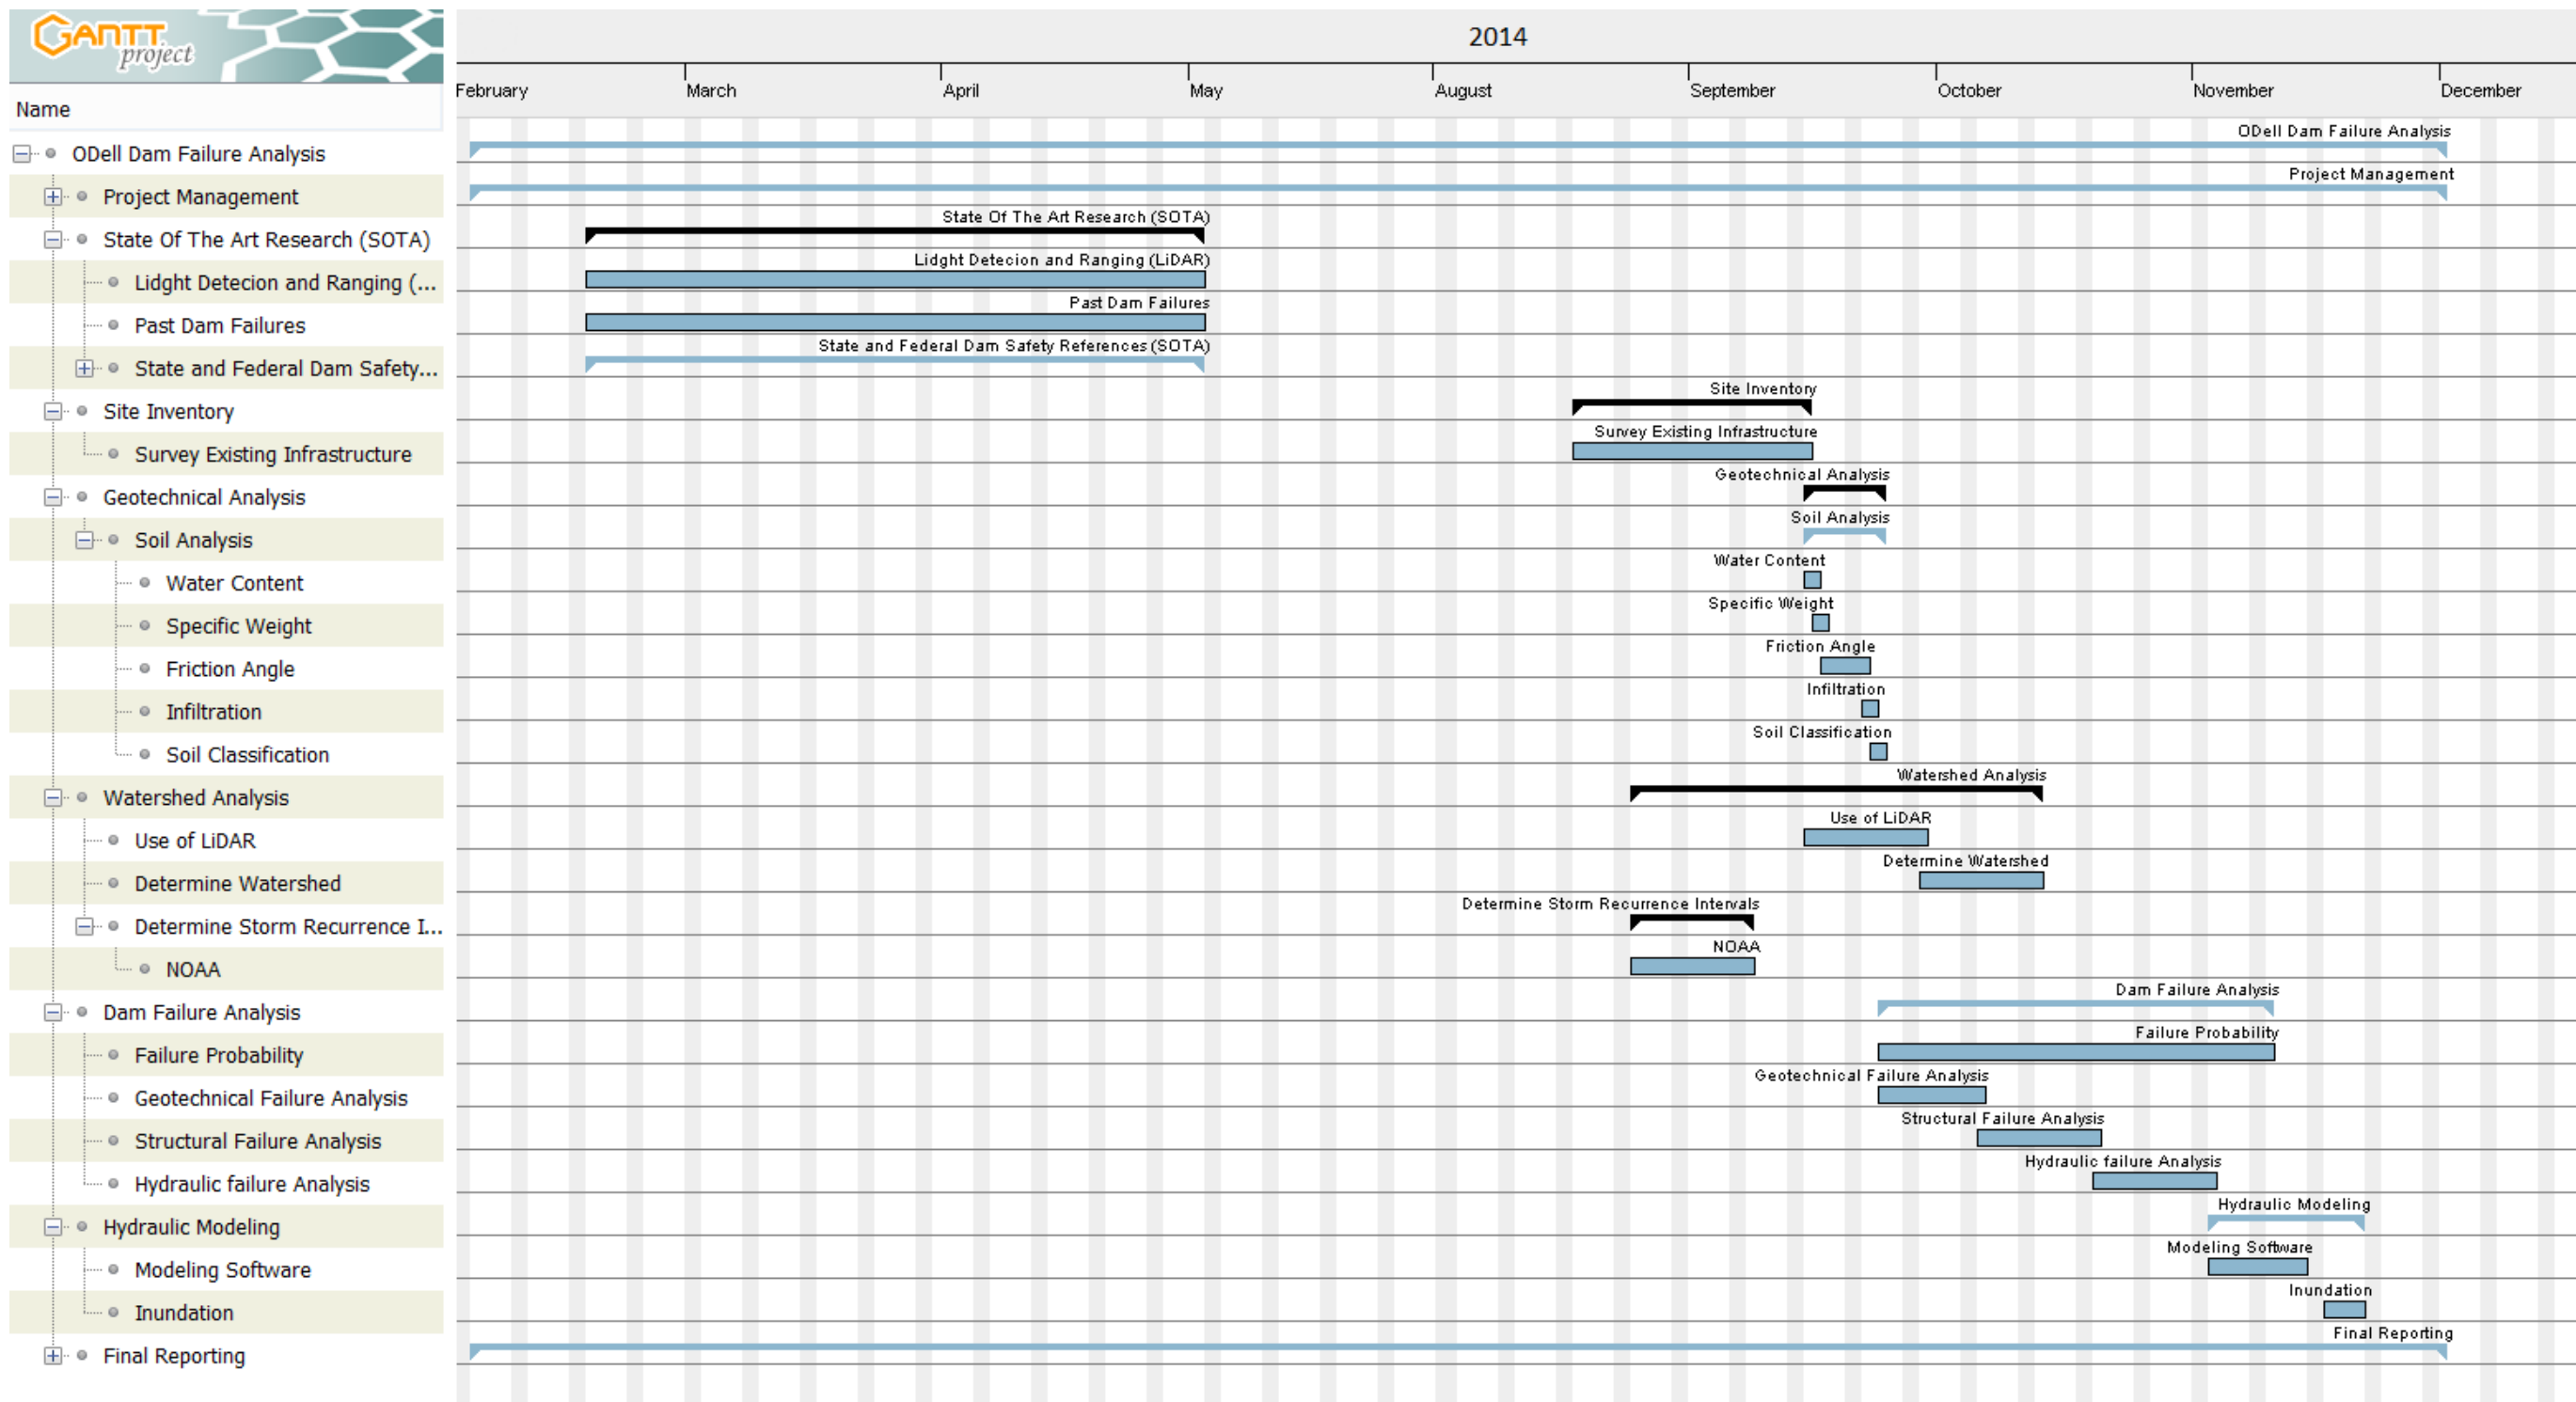 GANTT
project
2014
February March April May August September October November December
Name
ODell Dam Failure Analysis
ODell Dam Failure Analysis
Project Management
Project Management
State Of The Art Research (SOTA)
State Of The Art Research (SOTA)
Lidght Detecion and Ranging (...
Lidght Detecion and Ranging (LiDAR)
Past Dam Failures
Past Dam Failures
State and Federal Dam Safety...
State and Federal Dam Safety References (SOTA)
Site Inventory
Site Inventory
Survey Existing Infrastructure
Survey Existing Infrastructure
Geotechnical Analysis
Geotechnical Analysis
Soil Analysis
Soil Analysis
Water Content
Water Content
Specific Weight
Specific Weight
Friction Angle
Friction Angle
Infiltration
Infiltration
Soil Classification
Soil Classification
Watershed Analysis
Watershed Analysis
Use of LiDAR
Use of LiDAR
Determine Watershed
Determine Watershed
Determine Storm Recurrence I...
Determine Storm Recurrence Intervals
NOAA
NOAA
Dam Failure Analysis
Dam Failure Analysis
Failure Probability
Failure Probability
Geotechnical Failure Analysis
Geotechnical Failure Analysis
Structural Failure Analysis
Structural Failure Analysis
Hydraulic failure Analysis
Hydraulic failure Analysis
Hydraulic Modeling
Hydraulic Modeling
Modeling Software
Modeling Software
Inundation
Inundation
Final Reporting
Final Reporting